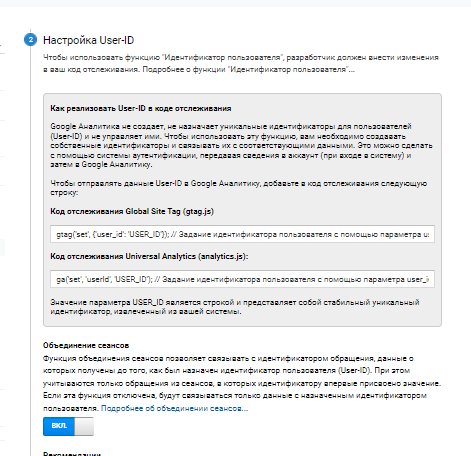 2 Настройка User-ID
Чтобы использовать функцию "Идентификатор пользователя", разработчик должен внести изменения
в ваш код отслеживания. Подробнее о функции "Идентификатор пользователя"...
Как реализовать User-ID в коде отслеживания
Google Аналитика не создает, не назначает уникальные идентификаторы для пользователей
(User-ID) и не управляет ими. Чтобы использовать эту функцию, вам необходимо создавать
собственные идентификаторы и связывать их с соответствующими данными. Это можно сделать
с помощью системы аутентификации, передавая сведения в аккаунт (при входе в систему) и
затем в Google Аналитику.
Чтобы отправлять данные User-ID в Google Аналитику, добавьте в код отслеживания следующую
строку:
Код отслеживания Global Site Tag (gtag.js)
gtag('set', {'user_id': 'USER_ID'}); // Задание идентификатора пользователя с помощью параметра us
Код отслеживания Universal Analytics (analytics.js):
ga('set', 'userId', 'USER_ID'); // Задание идентификатора пользователя с помощью параметра user_i
Значение параметра USER_ID является строкой и представляет собой стабильный уникальный
идентификатор, извлеченный из вашей системы.
Объединение сеансов
Функция объединения сеансов позволяет связывать с идентификатором обращения, данные о
которых получены до того, как был назначен идентификатор пользователя (User-ID). При этом
учитываются только обращения из сеансов, в которых идентификатору впервые присвоено значение.
Если эта функция отключена, будут связываться только данные с назначенным идентификатором
пользователя. Подробнее об объединении сеансов...
ВКЛ.
Рекомендации